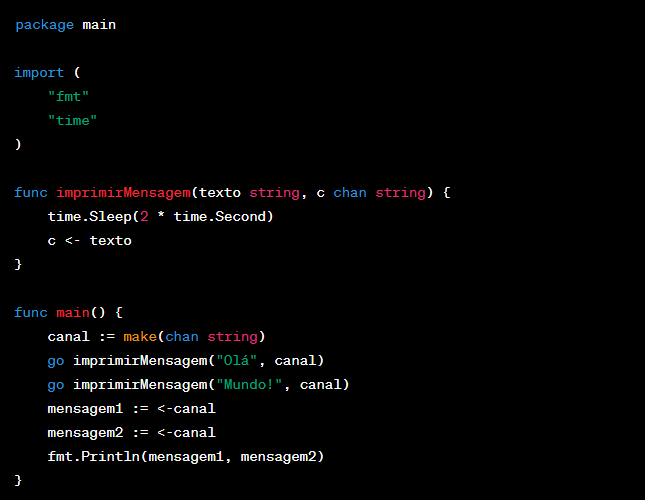 package main
import (
    "fmt"
    "time"
)
func imprimirMensagem(texto string, c chan string) {
    time.Sleep(2 * time.Second)
    c <- texto
}
func main() {
    canal := make(chan string)
    go imprimirMensagem("Olá", canal)
    go imprimirMensagem("Mundo!", canal)
    mensagem1 := <-canal
    mensagem2 := <-canal
    fmt.Println(mensagem1, mensagem2)
}